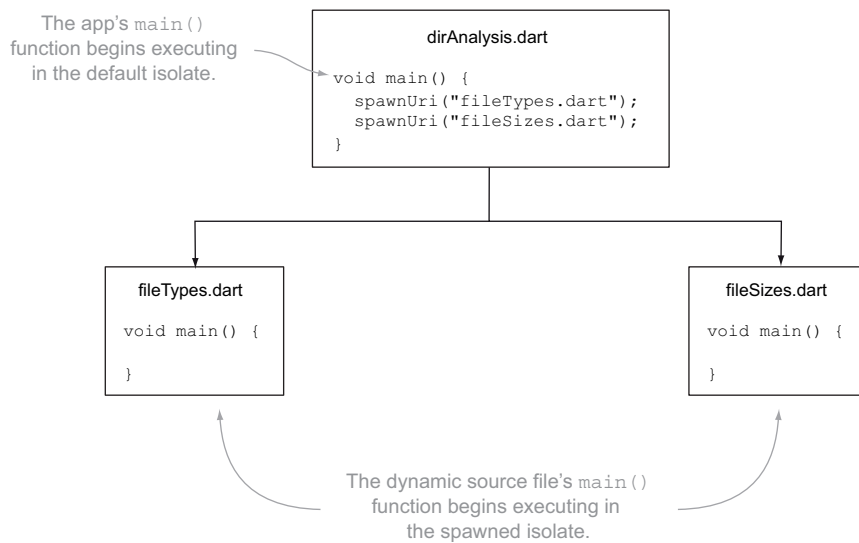 The app's main()
function begins executing
in the default isolate.
dirAnalysis.dart
void main() {
spawnUri("fileTypes.dart");
spawnUri("fileSizes.dart");
}
fileTypes.dart
void main() {
}
fileSizes.dart
void main() {
}
The dynamic source file's main()
function begins executing in
the spawned isolate.